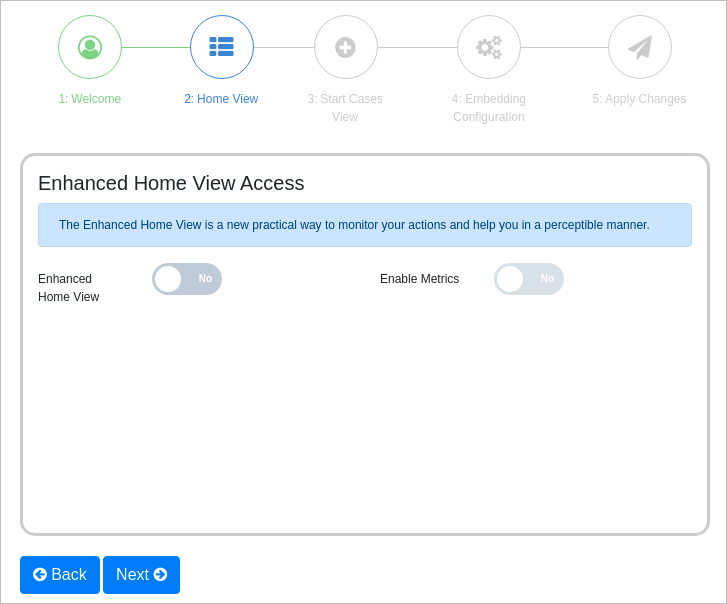 1: Welcome
2: Home View
3: Start Cases
View
4: Embedding
Configuration
5: Apply Changes
Enhanced Home View Access
The Enhanced Home View is a new practical way to monitor your actions and help you in a perceptible manner.
Enhanced
Home View
No
Enable Metrics
No
Back
Next